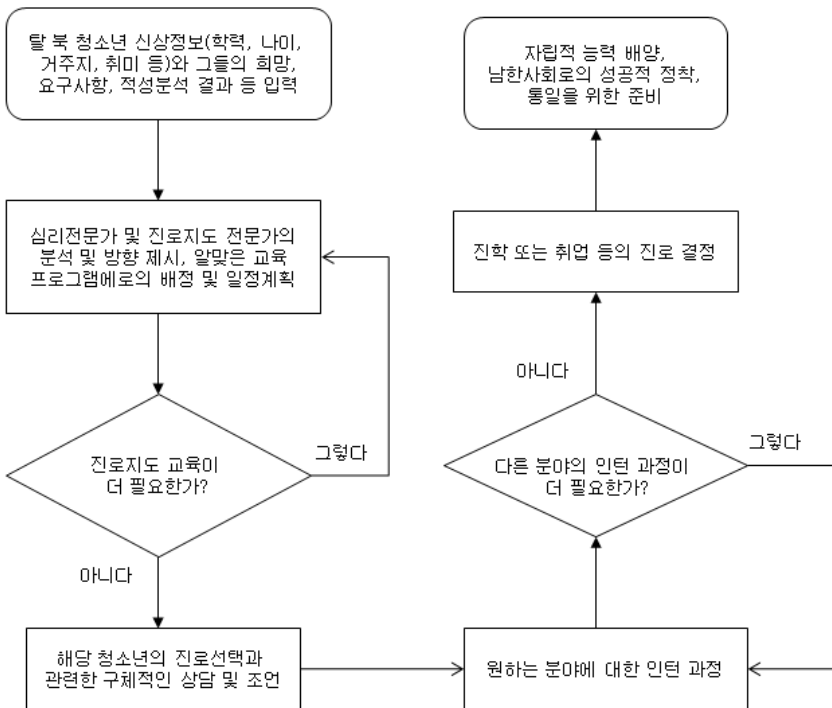 탈 북 청소년 신상정보(학력, 나이,
거주지, 취미 등)와 그들의 희망,
요구사항, 적성분석 결과 등 입력
심리전문가 및 진로지도 전문가의
분석 및 방향 제시, 알맞은 교육
프로그램에로의 배정 및 일정계획
진로지도 교육이
더 필요한가?
그렇다
아니다
해당 청소년의 진로선택과
관련한 구체적인 상담 및 조언
원하는 분야에 대한 인턴 과정
다른 분야의 인턴 과정이
더 필요한가?
그렇다
아니다
진학 또는 취업 등의 진로 결정
자립적 능력 배양,
남한사회로의 성공적 정착,
통일을 위한 준비